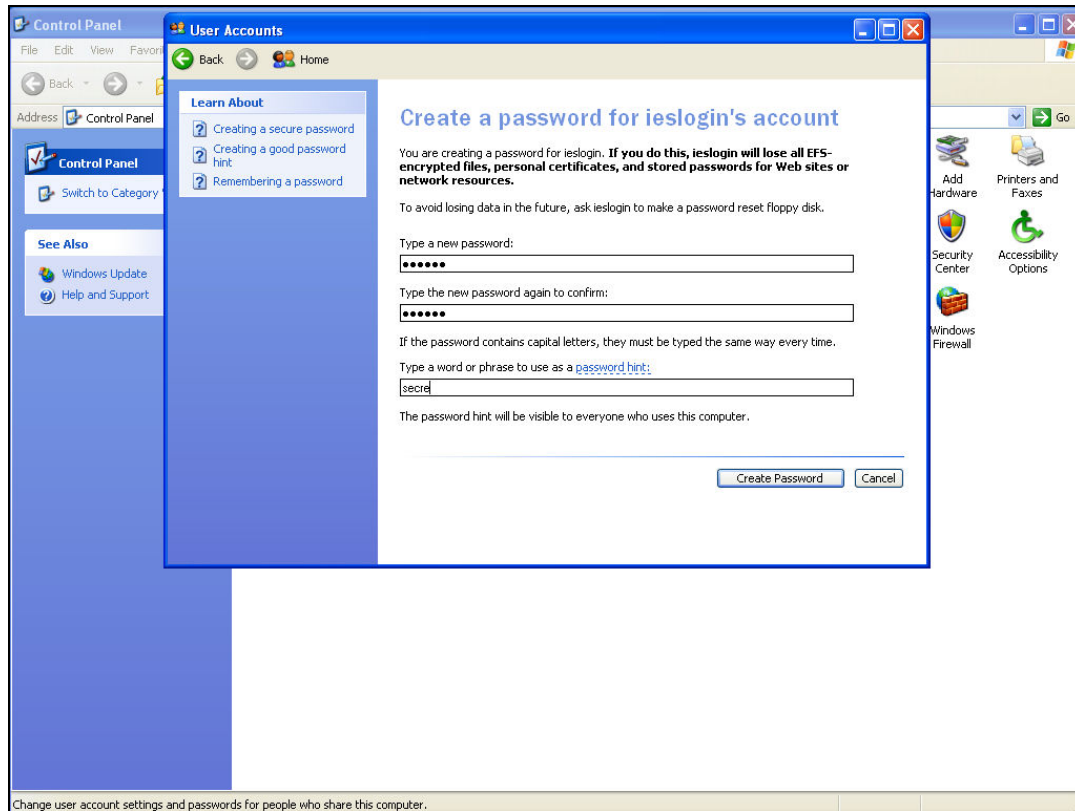 Control Panel
File Edit View Favori
Back
Address Control Panel
Go
Control Panel
Switch to Category
See Also
Windows Update
Help and Support
User Accounts
Back Home
Learn About
Creating a secure password
Creating a good password
hint
Remembering a password
Create a password for ieslogin's account
You are creating a password for ieslogin. If you do this, ieslogin will lose all EFS-
encrypted files, personal certificates, and stored passwords for Web sites or
network resources.
To avoid losing data in the future, ask ieslogin to make a password reset floppy disk.
Type a new password:
●●●●●●
Type the new password again to confirm:
●●●●●●
If the password contains capital letters, they must be typed the same way every time.
Type a word or phrase to use as a password hint:
secre
The password hint will be visible to everyone who uses this computer.
Create Password Cancel
Add
Hardware
Printers and
Faxes
Security
Center
Accessibility
Options
Windows
Firewall
Change user account settings and passwords for people who share this computer.